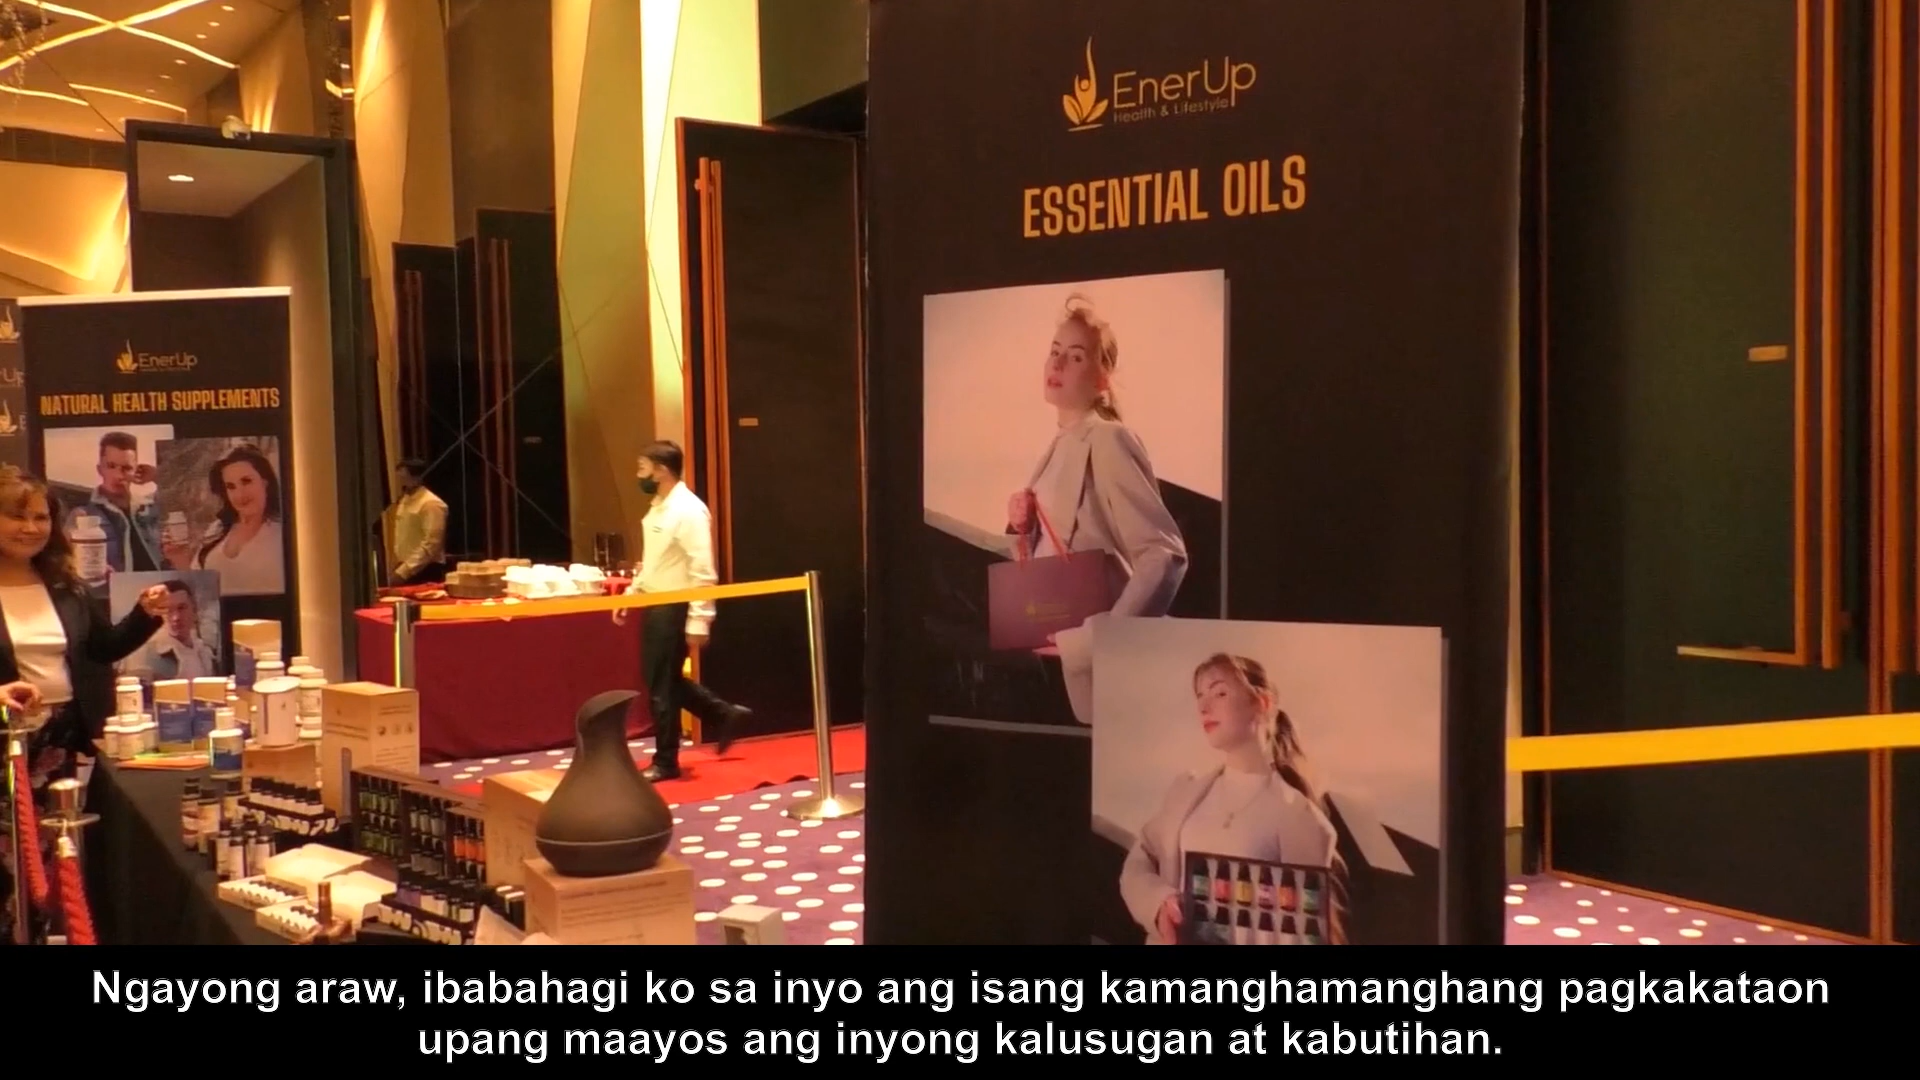 EnerUp
Health & Lifestyle
ESSENTIAL OILS
EnerUp
NATURAL HEALTH SUPPLEMENTS
Ngayong araw, ibabahagi ko sa inyo ang isang kamanghamanghang pagkakataon
upang maayos ang inyong kalusugan at kabutihan.